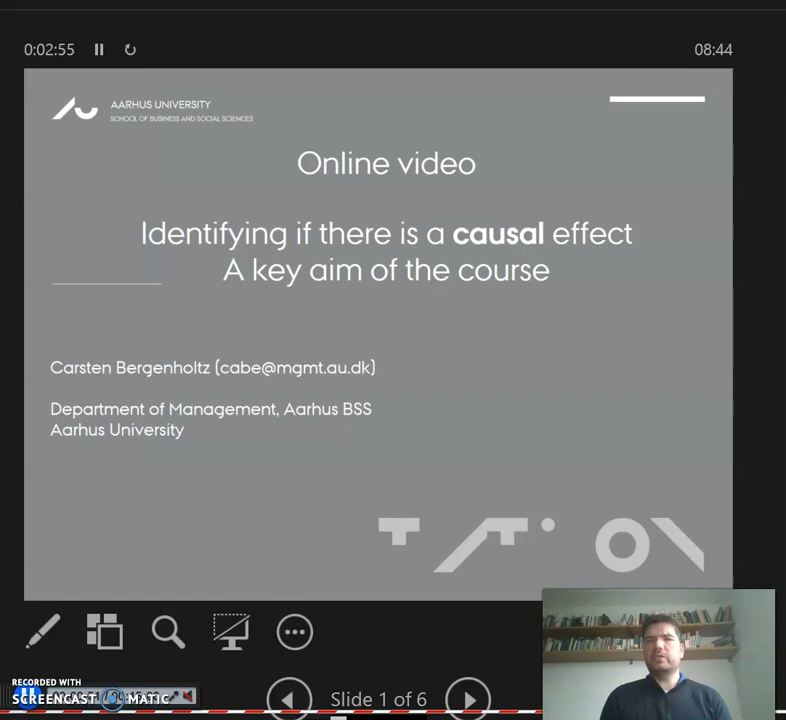 0:02:55
08:44
AARHUS UNIVERSITY
SCHOOL OF BUSINESS AND SOCIAL SCIENCES
Online video
Identifying if there is a causal effect
A key aim of the course
Carsten Bergenholtz (cabe@mgmt.au.dk)
Department of Management, Aarhus BSS
Aarhus University
RECORDED WITH
SCREENCAST MATIC
Slide 1 of 6